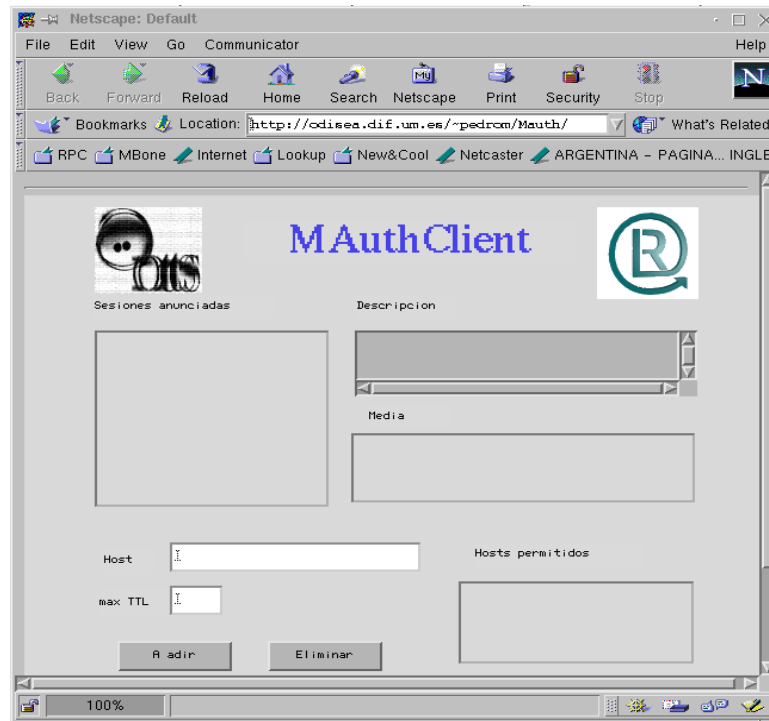 Netscape: Default
File Edit View Go Communicator Help
Back Forward Reload Home Search Netscape Print Security Stop
My
N
Bookmarks Location: http://odisea.dif.um.es/~pedrom/Mauth/ What's Related
RPC MBone Internet Lookup New&Cool Netcaster ARGENTINA - PAGINA... INGLE
MAuthClient
R
Sesiones anunciadas Descripcion
Media
Host Hosts permitidos
max TTL
A adir Eliminar
100%